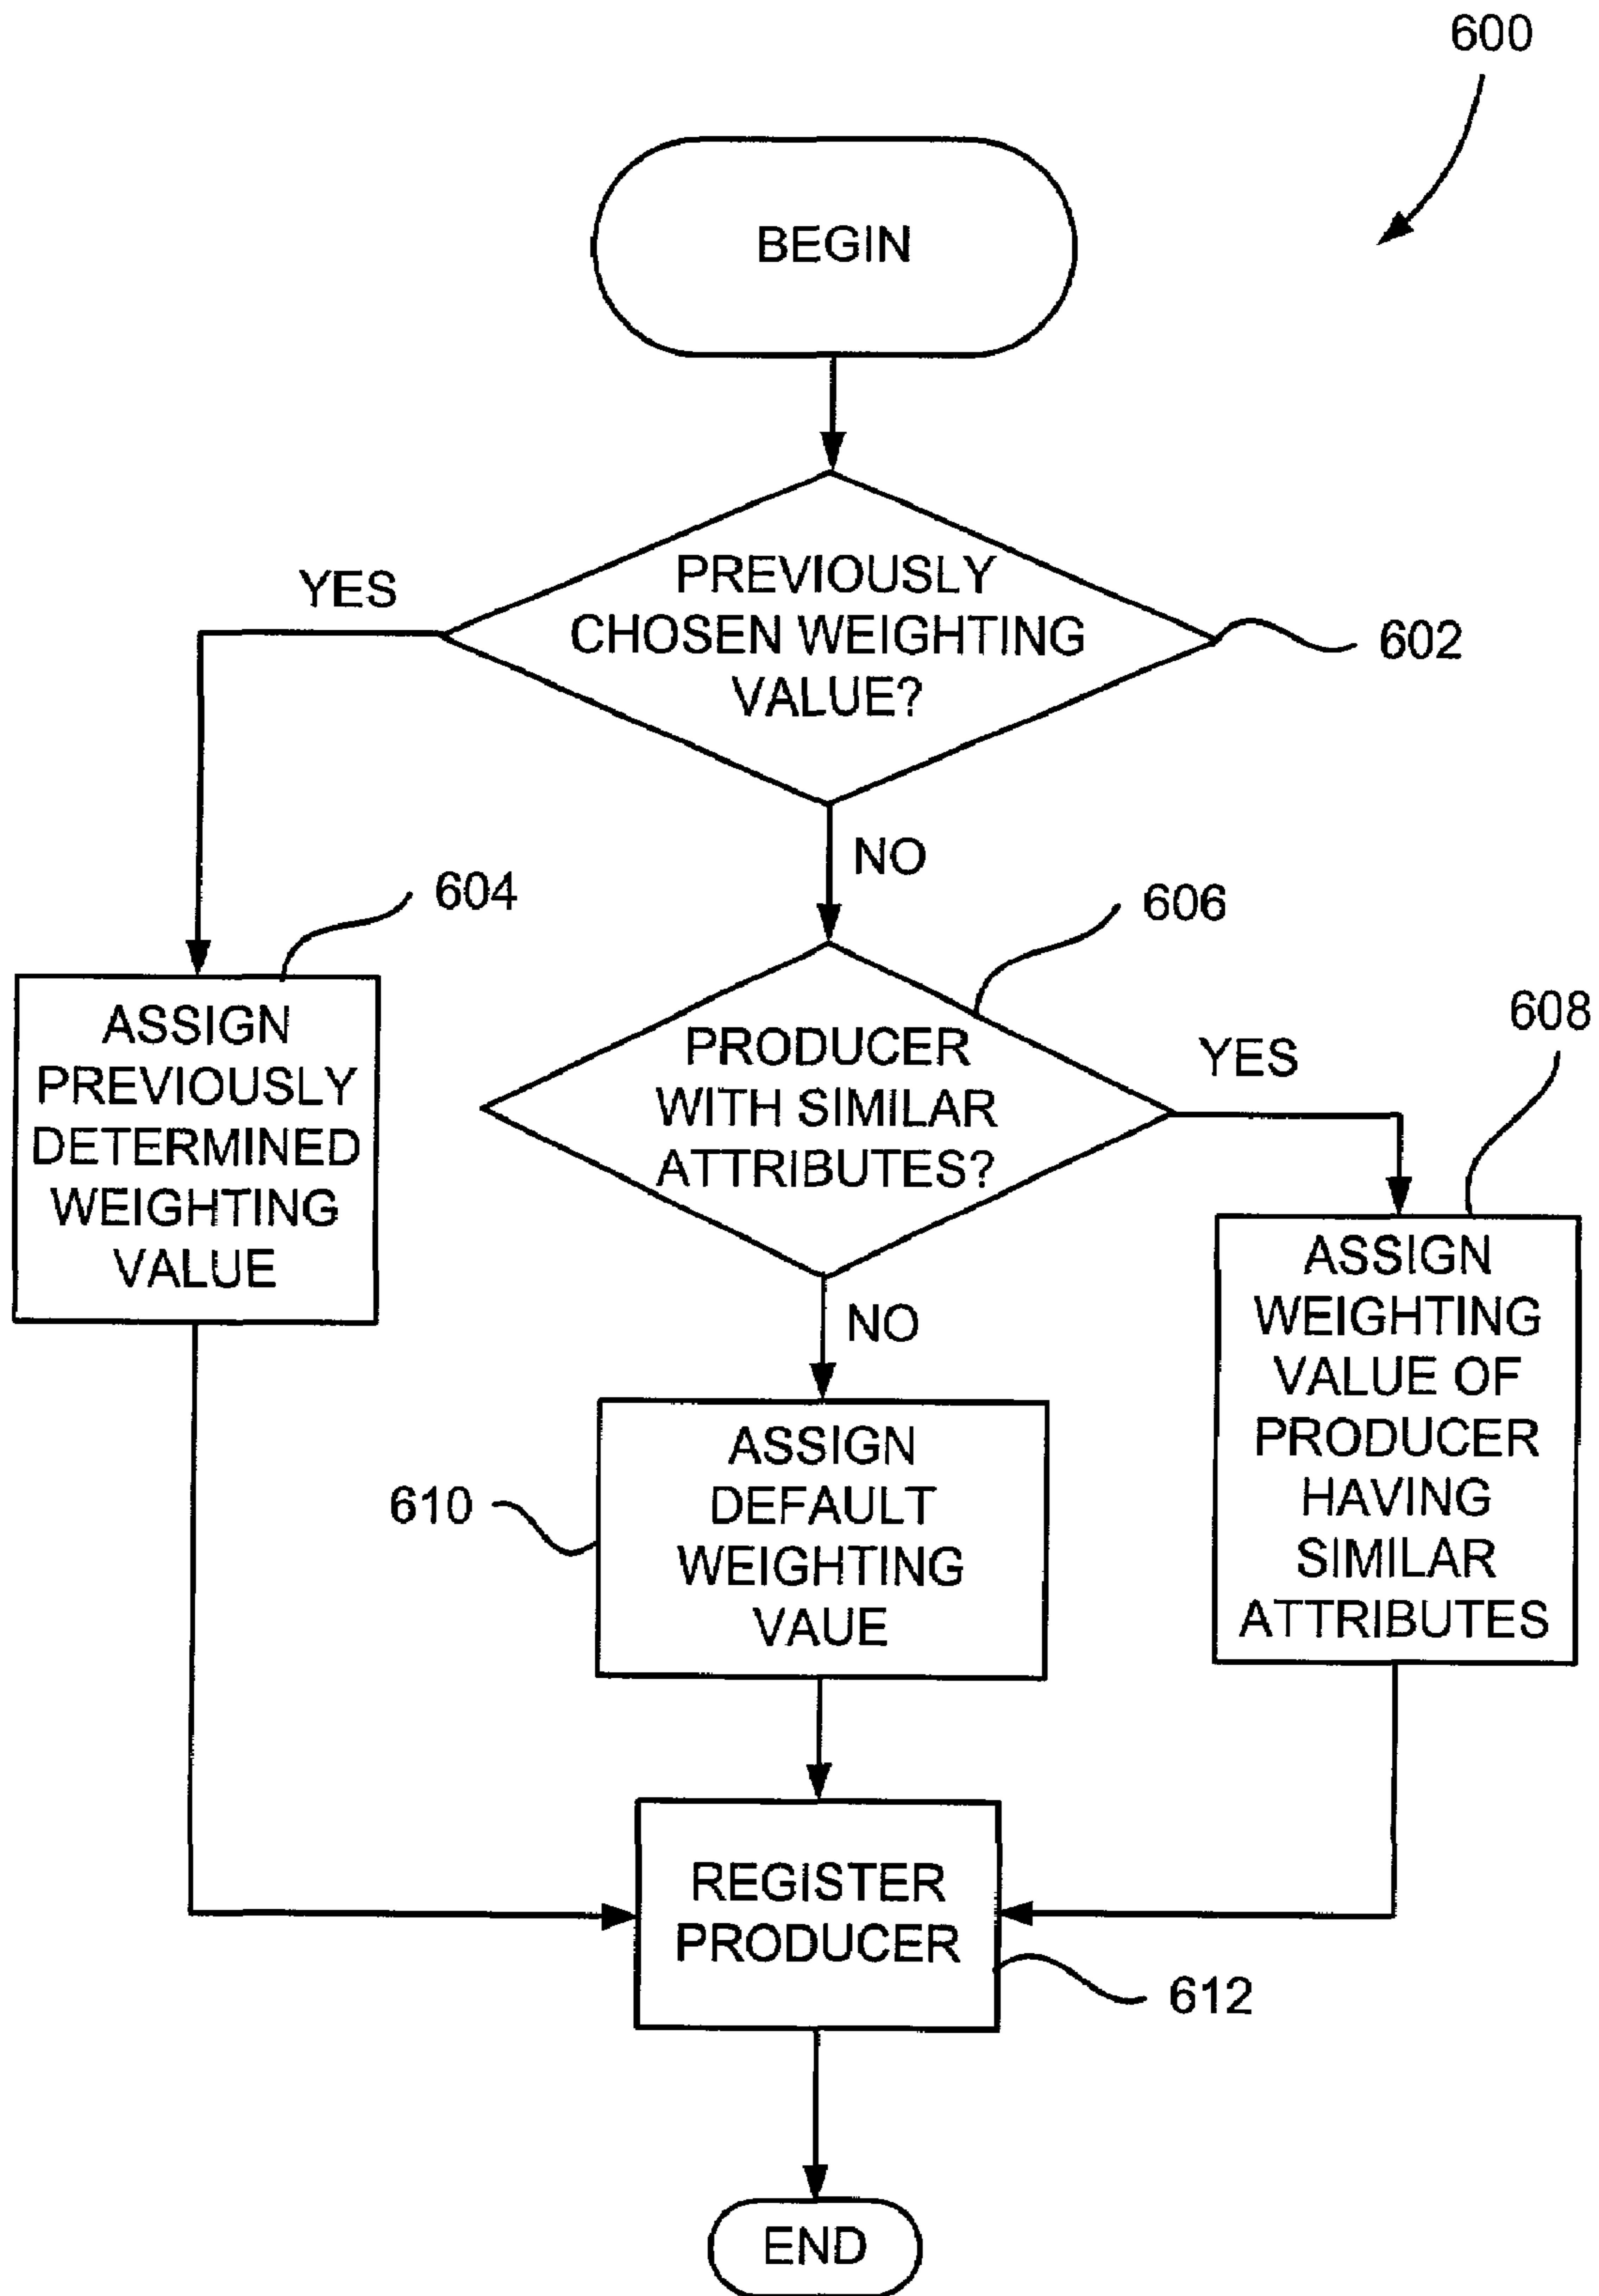 600
BEGIN
PREVIOUSLY
CHOSEN WEIGHTING
VALUE?
602
YES
NO
604
ASSIGN
PREVIOUSLY
DETERMINED
WEIGHTING
VALUE
606
PRODUCER
WITH SIMILAR
ATTRIBUTES?
YES
608
ASSIGN
WEIGHTING
VALUE OF
PRODUCER
HAVING
SIMILAR
ATTRIBUTES
NO
610
ASSIGN
DEFAULT
WEIGHTING
VAUE
REGISTER
PRODUCER
612
END